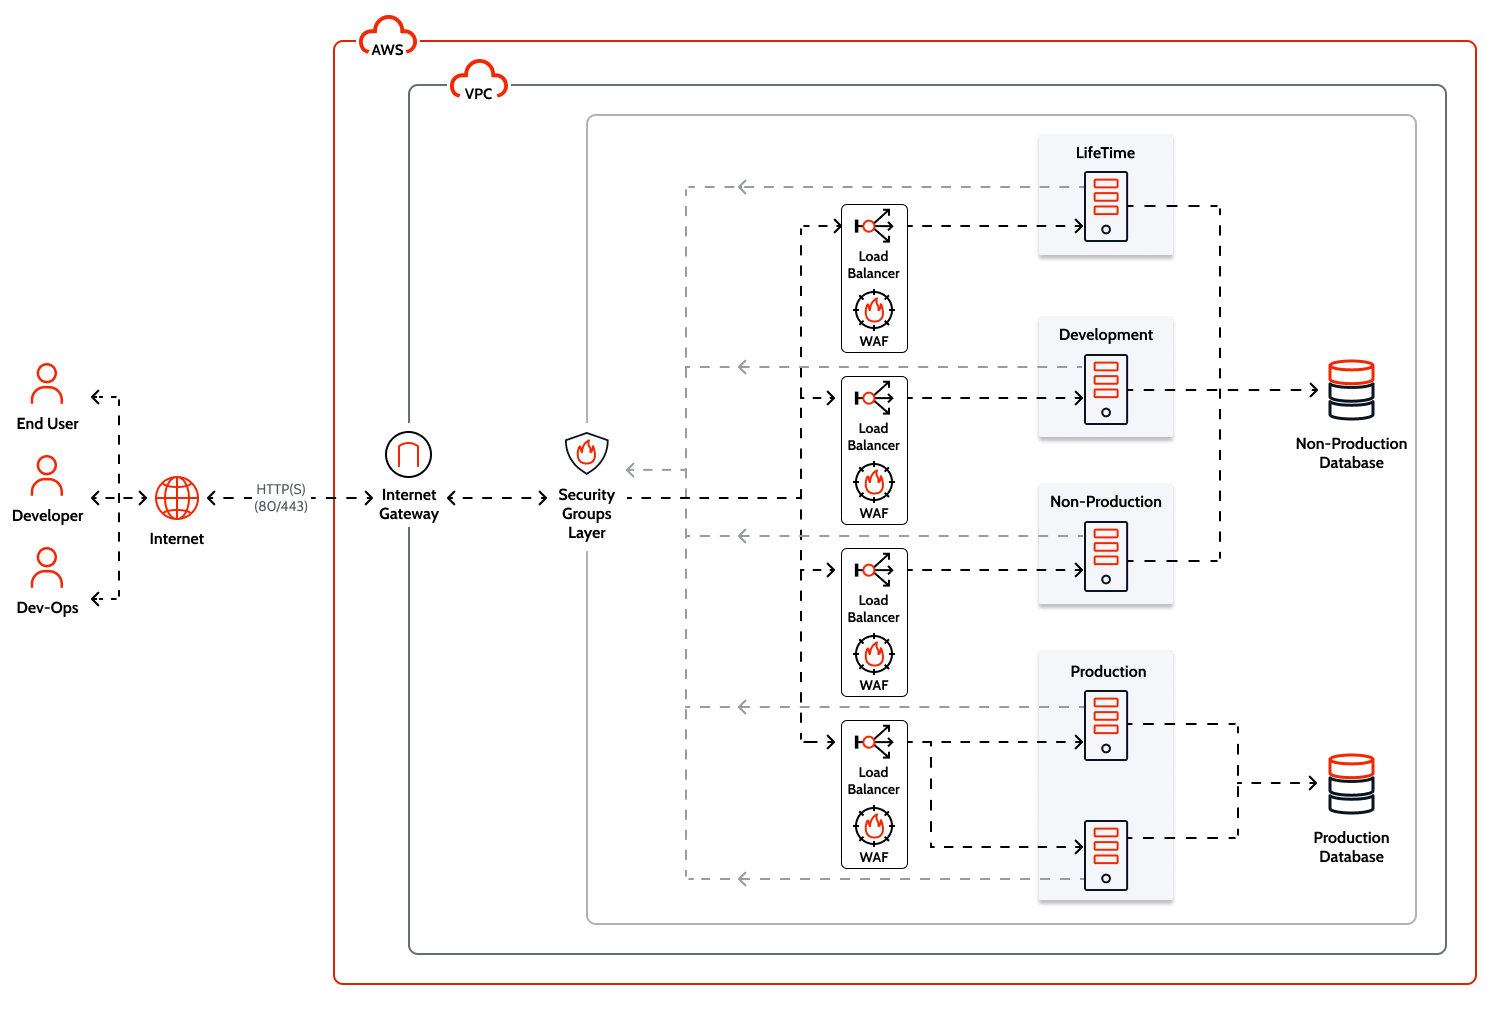 AWS
VPC
LifeTime
Load
Balancer
WAF
Development
End User
Load
Balancer
WAF
Non-Production
Database
Developer
Internet
HTTP(S)
(80/443)
Internet
Gateway
Security
Groups
Layer
Non-Production
Dev-Ops
Load
Balancer
WAF
Production
Load
Balancer
WAF
Production
Database